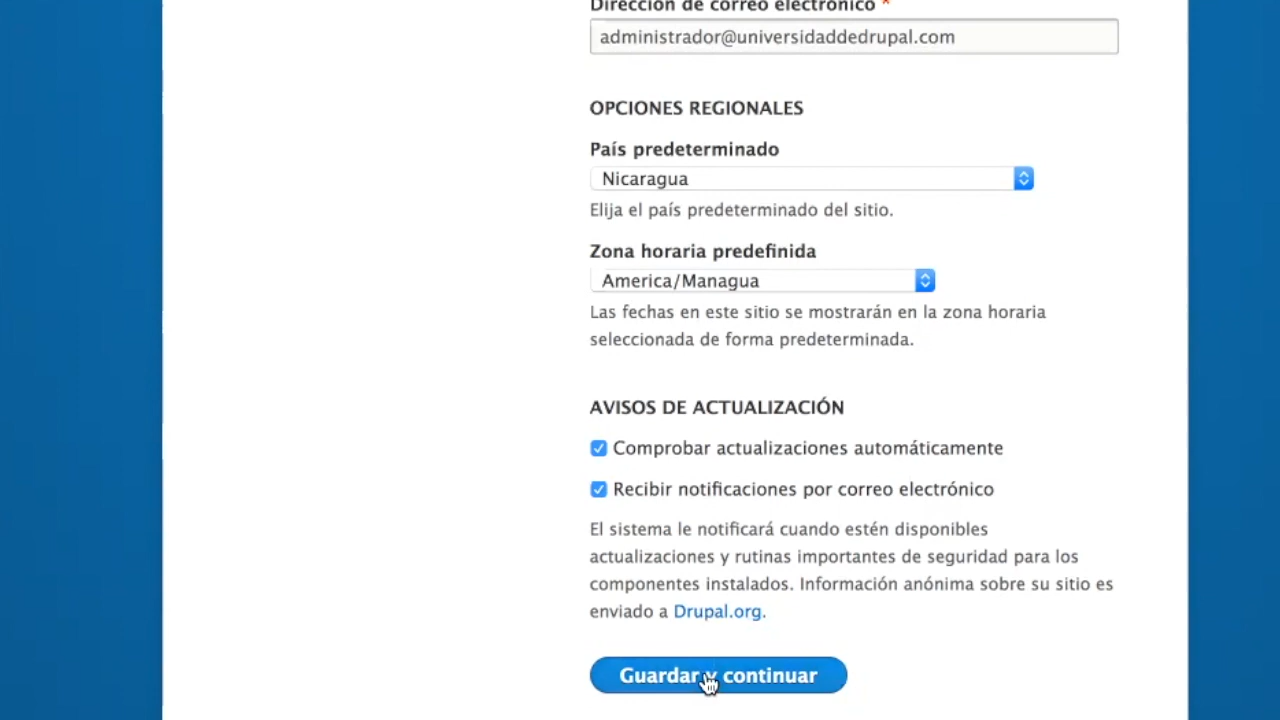 Dirección de correo electrónico *
administrador@universidaddedrupal.com
OPCIONES REGIONALES
País predeterminado
Nicaragua
Elija el país predeterminado del sitio.
Zona horaria predefinida
America/Managua
Las fechas en este sitio se mostrarán en la zona horaria
seleccionada de forma predeterminada.
AVISOS DE ACTUALIZACIÓN
Comprobar actualizaciones automáticamente
Recibir notificaciones por correo electrónico
El sistema le notificará cuando estén disponibles
actualizaciones y rutinas importantes de seguridad para los
componentes instalados. Información anónima sobre su sitio es
enviado a Drupal.org.
Guardar y continuar